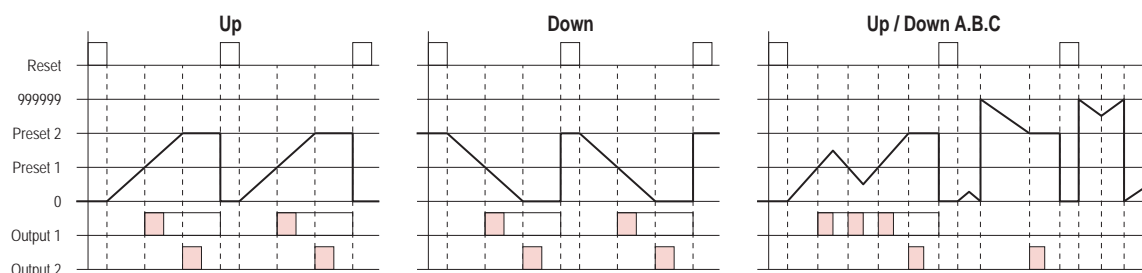 Up
Down
Up / Down A.B.C
Reset
999999
Preset 2
Preset 1
0
Output 1
Output 2